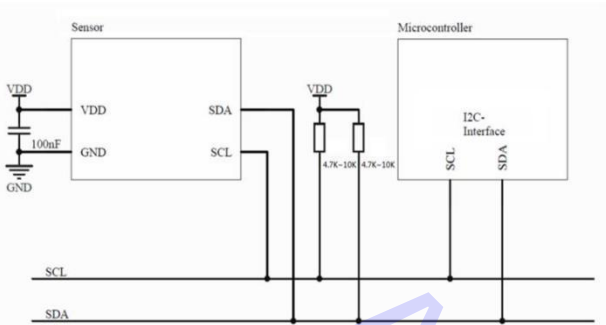 Sensor
Microcontroller
VDD
VDD
VDD
SDA
I2C-
Interface
100nF
GND
SCL
4.7K-10K
4.7K-10K
SCL
SDA
GND
SCL
SDA